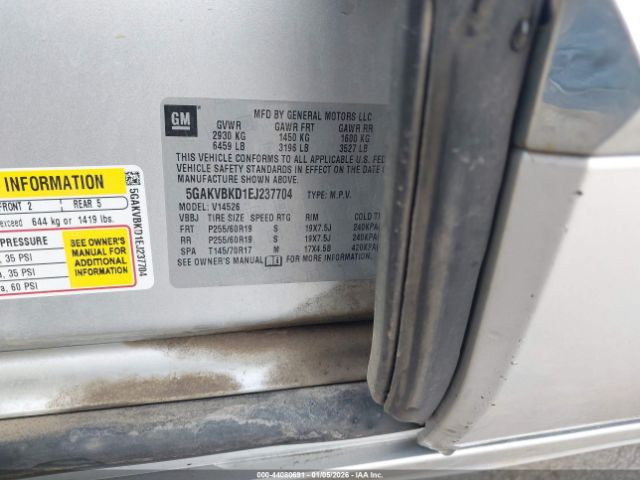 GM
MFD BY GENERAL MOTORS LLC
GVWR GAWR FRT GAWR RR
2930 KG 1450 KG 1600 KG
6459 LB 3196 LB 3527 LB
THIS VEHICLE CONFORMS TO ALL APPLICABLE U.S. FED
VEHICLE SAFETY STANDARDS IN EFFECT ON THE DATE O
MANUFACTURE SHOWN ABOVE.
5GAKVBKD1EJ237704 TYPE: M.P.V.
V14526
VBBJ TIRE SIZE SPEED RTG RIM COLD TI
FRT P255/60R19 S 19X7.5J 240KPA(
RR P255/60R19 S 19X7.5J 240KPA(
SPA T145/70R17 M 17X4.5B 420KPA(
SEE OWNER'S MANUAL FOR MORE INFORMATION.
INFORMATION
FRONT 2 REAR 5
exceed 644 kg or 1419 lbs.
PRESSURE
, 35 PSI
a, 35 PSI
a, 60 PSI
SEE OWNER'S
MANUAL FOR
ADDITIONAL
INFORMATION
5GAKVBKD1EJ237704
000-44080691 - 01/05/2026 - IAAI, INC.